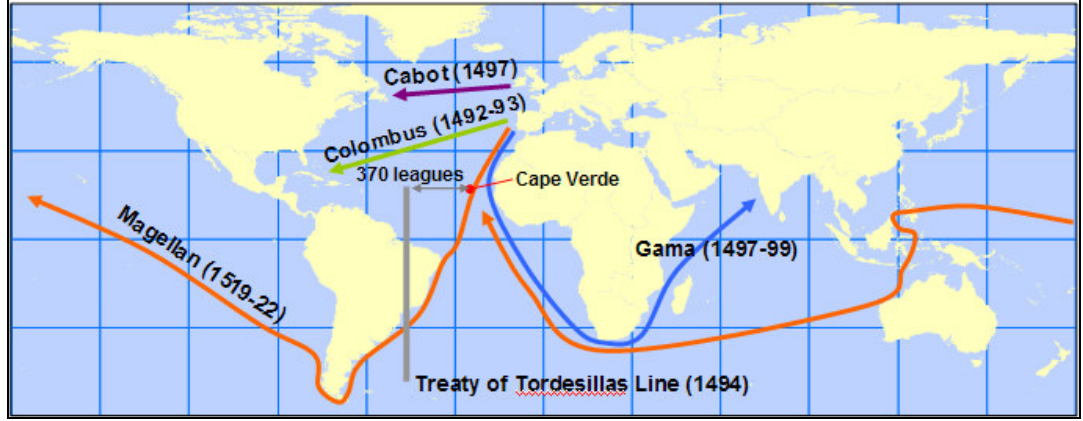 Cabot (1497)
Colombus (1492-93)
370 leagues
Cape Verde
Magellan (1519-22)
Gama (1497-99)
Treaty of Tordesillas Line (1494)